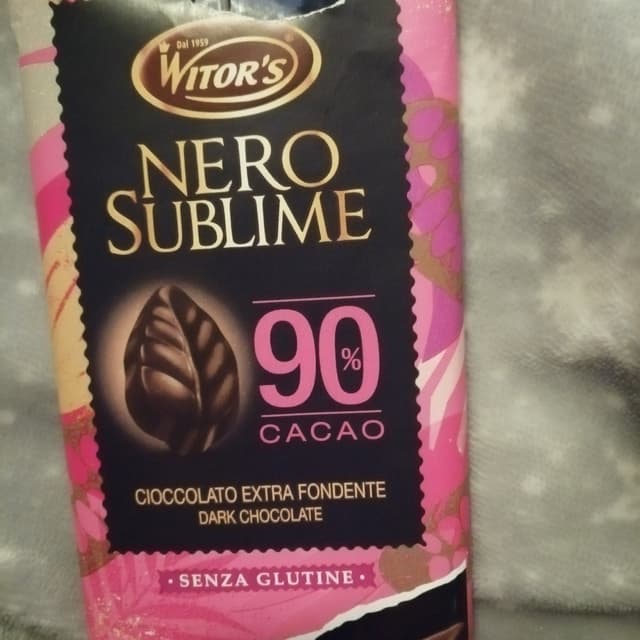 Dal 1959
WITOR'S
NERO
SUBLIME
90%
CACAO
CIOCCOLATO EXTRA FONDENTE
DARK CHOCOLATE
· SENZA GLUTINE ·